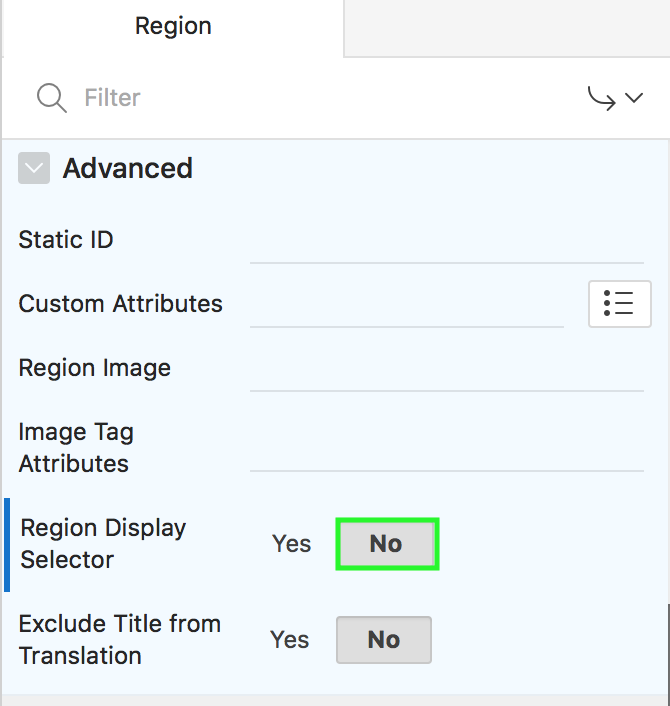 Region
Filter
Advanced
Static ID
Custom Attributes
Region Image
Image Tag
Attributes
Region Display
Selector
Yes No
Exclude Title from
Translation
Yes No